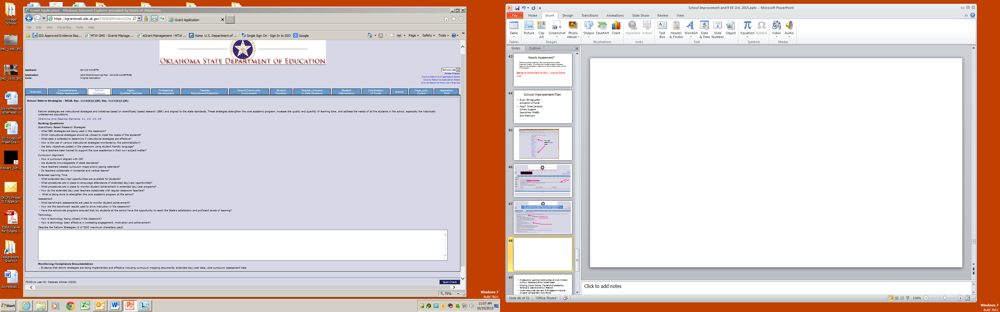 Voyager Schools
IMG_1440.JPG
IMG_1439.JPG
Joy Hofmeister Letterhead....
2015 Copy of Prelim Gra...
Reward_Sch...
OKCPS Project 515 Applica...
ESEA Waiver for Extensi...
Designations - Shortcut
Accreditati...
Grant Application - Windows Internet Explorer provided by State of Oklahoma
https://egrantsweb.sde.ok.gov/OSDEGMSWebv02/Ap
Grant Application
File Edit View Favorites Tools Help
SIG Approved Evidence Bas... MTW GMS - Grants Manage... eGrant Management - MTW ... Home U.S. Department of ... Single Sign On - Sign In to SSO Google
Page Safety Tools
OKLAHOMA STATE DEPARTMENT OF EDUCATION
Applicant: 63-I115 WANETTE
Schoolwide
Application: 2015-2016 Schoolwide Plan - A0-0105 WANETTE ES
Cycle: Original Application
Printer-Friendly
Click to Return to Organization Select
Click to Return to Application Select
Click to Return to Menu List / Sign Out
Overview
Comprehensive Needs Assessment
Reform Strategies
Highly Qualified Teachers
Professional Development
Teacher Recruitment/Retention
Parent/Community Involvement
Student Transition
Teacher_Inclusion in Data Decisions
Student Interventions
Coordination of Funds
Submit
Page_Lock Control
Application Print
School Reform Strategies - NCLB, Sec. 1114(b)(1)(B), Sec. 1111(b)(1)(D)
Reform strategies are instructional strategies and initiatives based on scientifically based research (SBR) and aligned to the state standards. These strategies strengthen the core academic program, increase the quality and quantity of learning time, and address the needs of all the students in the school, especially the historically
underserved populations.
Oklahoma Nine Essential Elements, #1, #2, #3, #8
Guiding Questions
Scientifically Based Research Strategies
- What SBR strategies are being used in the classroom?
- Which instructional strategies should be utilized to meet the needs of the students?
- What data is collected to determine if instructional strategies are effective?
- How is the use of various instructional strategies monitored by the administration?
- Are daily objectives posted in the classroom using student friendly language?
- Have teachers been trained to support the core academics in their own subject matter?
Curriculum Alignment
- How is curriculum aligned with OS?
- Are students knowledgeable of state standards?
- Have teachers created curriculum maps and/or pacing calendars?
- Do teachers collaborate in horizontal and vertical teams?
Extended Learning Time
- What extended day/year opportunities are available for students?
- What procedures are in place to encourage attendance of extended day/year opportunities?
- What procedures are in place to monitor student achievement in extended day/year programs?
- How do the extended day/year teachers collaborate with regular classroom teachers?
- What is being done to strengthen the core academic program at the school?
Assessment
- What benchmark assessments are used to monitor student achievement?
- How are the benchmark results used to drive instruction in the classroom?
- Have the schoolwide programs ensured that ALL students at the school have the opportunity to reach the State's satisfactory and proficient levels of learning?
Technology
- How is technology being utilized in the classroom?
- How is technology been effective in increasing engagement, motivation and achievement?
Describe the Reform Strategies (0 of 5000 maximum characters used)
Monitoring/Compliance Documentation
- Evidence that reform strategies are being implemented and effective including curriculum mapping documents, extended day/year data, core curriculum assessment data
PRODvm user ID: Desarae Witmer (5220)
Spell Check
75%
Windows 7
Build 7601
Start
11:07 AM
10/15/2015
School Improvement and 9 EE Oct. 2015.pptx - Microsoft PowerPoint
File Home Insert Design Transitions Animations Slide Show Review View
Table Picture Clip Art Screenshot Photo Album Shapes SmartArt Chart Hyperlink Action Text Box Header & Footer WordArt Date & Time Slide Number Object Equation Symbol Video Audio
Tables Images Illustrations Links Text Symbols Media
Slides Outline
43
Needs Assessment?
Going to come back to this....would like to
visit
44
School Improvement Plan
• Due? 90 days after
allocation of funds
• Help? Most Certainly.
School Support
Specialists; WebEx
and Webinars
45
46
47
48
49
• Professional Learning Communities at Work, Richard
DuFour, Rebecca DuFour, Robert Eaker
• Shaping School Culture: The Heart of Leadership,
Terrence E. Deal and Kent D. Peterson
• Under-resourced Learners: 8 Strategies to Improve
Student Achievement, Ruby Payne
Click to add notes
Slide 48 of 52 "Office Theme" 130%
Windows 7
Build 7601